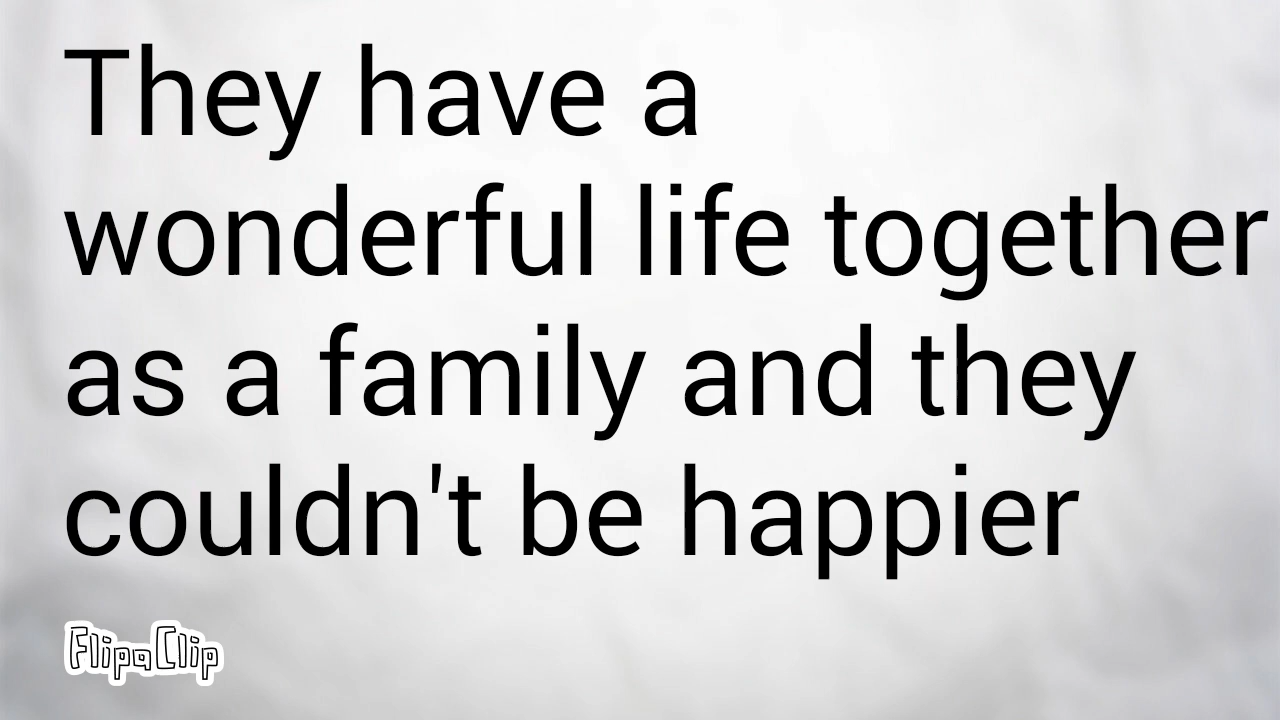 They have a
wonderful life together
as a family and they
couldn't be happier
FlipaClip